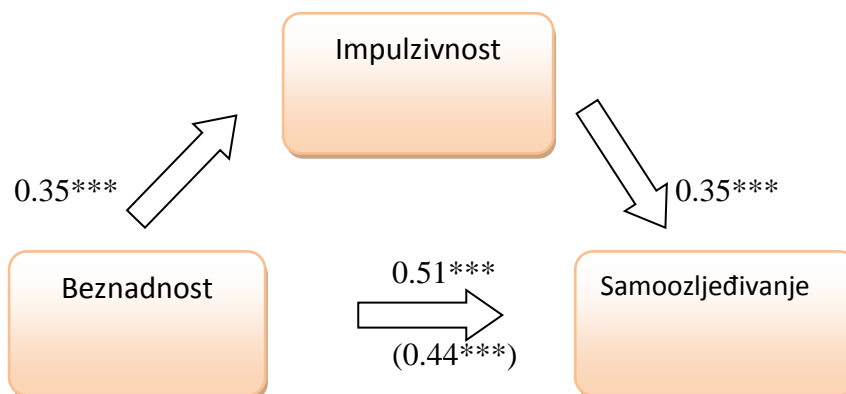 Impulzivnost
0.35***
0.35***
Beznadnost
0.51***
(0.44***)
Samoozljeđivanje